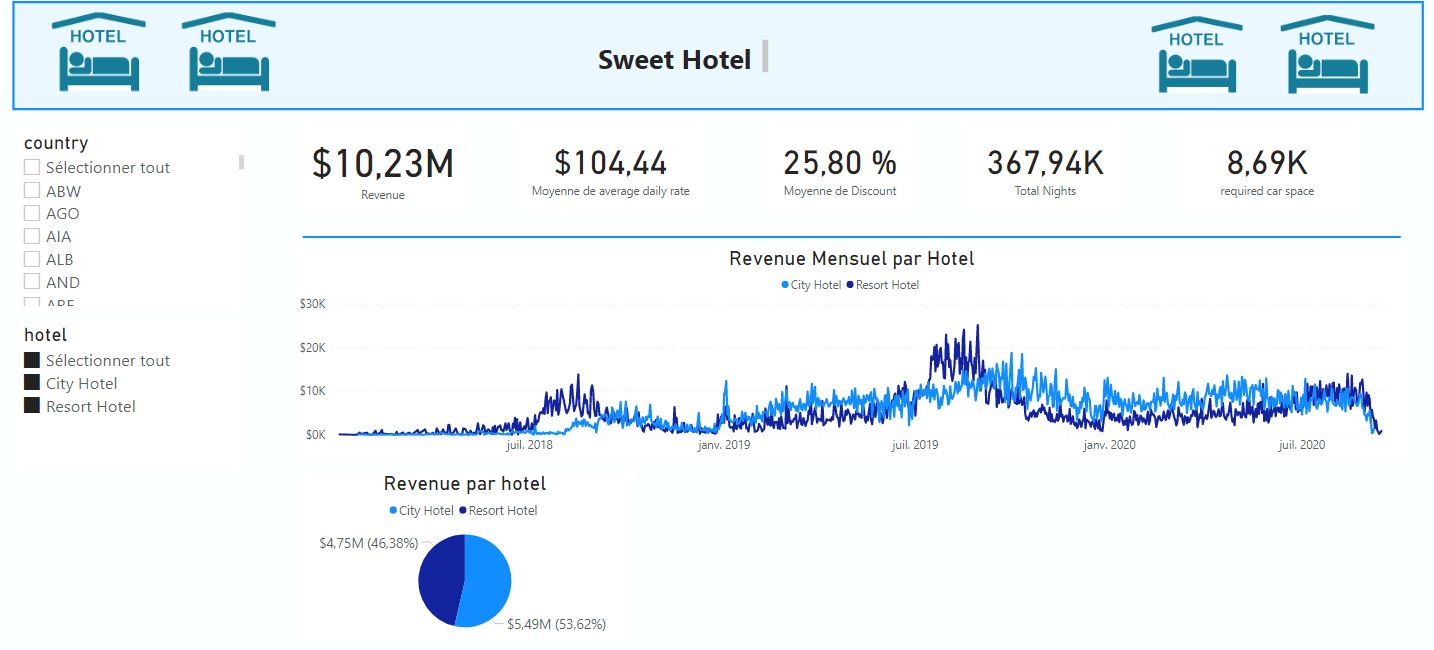 HOTEL
HOTEL
Sweet Hotel
HOTEL
HOTEL
country
Sélectionner tout
ABW
AGO
AIA
ALB
AND
hotel
Sélectionner tout
City Hotel
Resort Hotel
$10,23M
Revenue
$104,44
Moyenne de average daily rate
25,80 %
Moyenne de Discount
367,94K
Total Nights
8,69K
required car space
Revenue Mensuel par Hotel
City Hotel Resort Hotel
$30K
$20K
$10K
$0K
juil. 2018 janv. 2019 juil. 2019 janv. 2020 juil. 2020
Revenue par hotel
City Hotel Resort Hotel
$4,75M (46,38%)
$5,49M (53,62%)